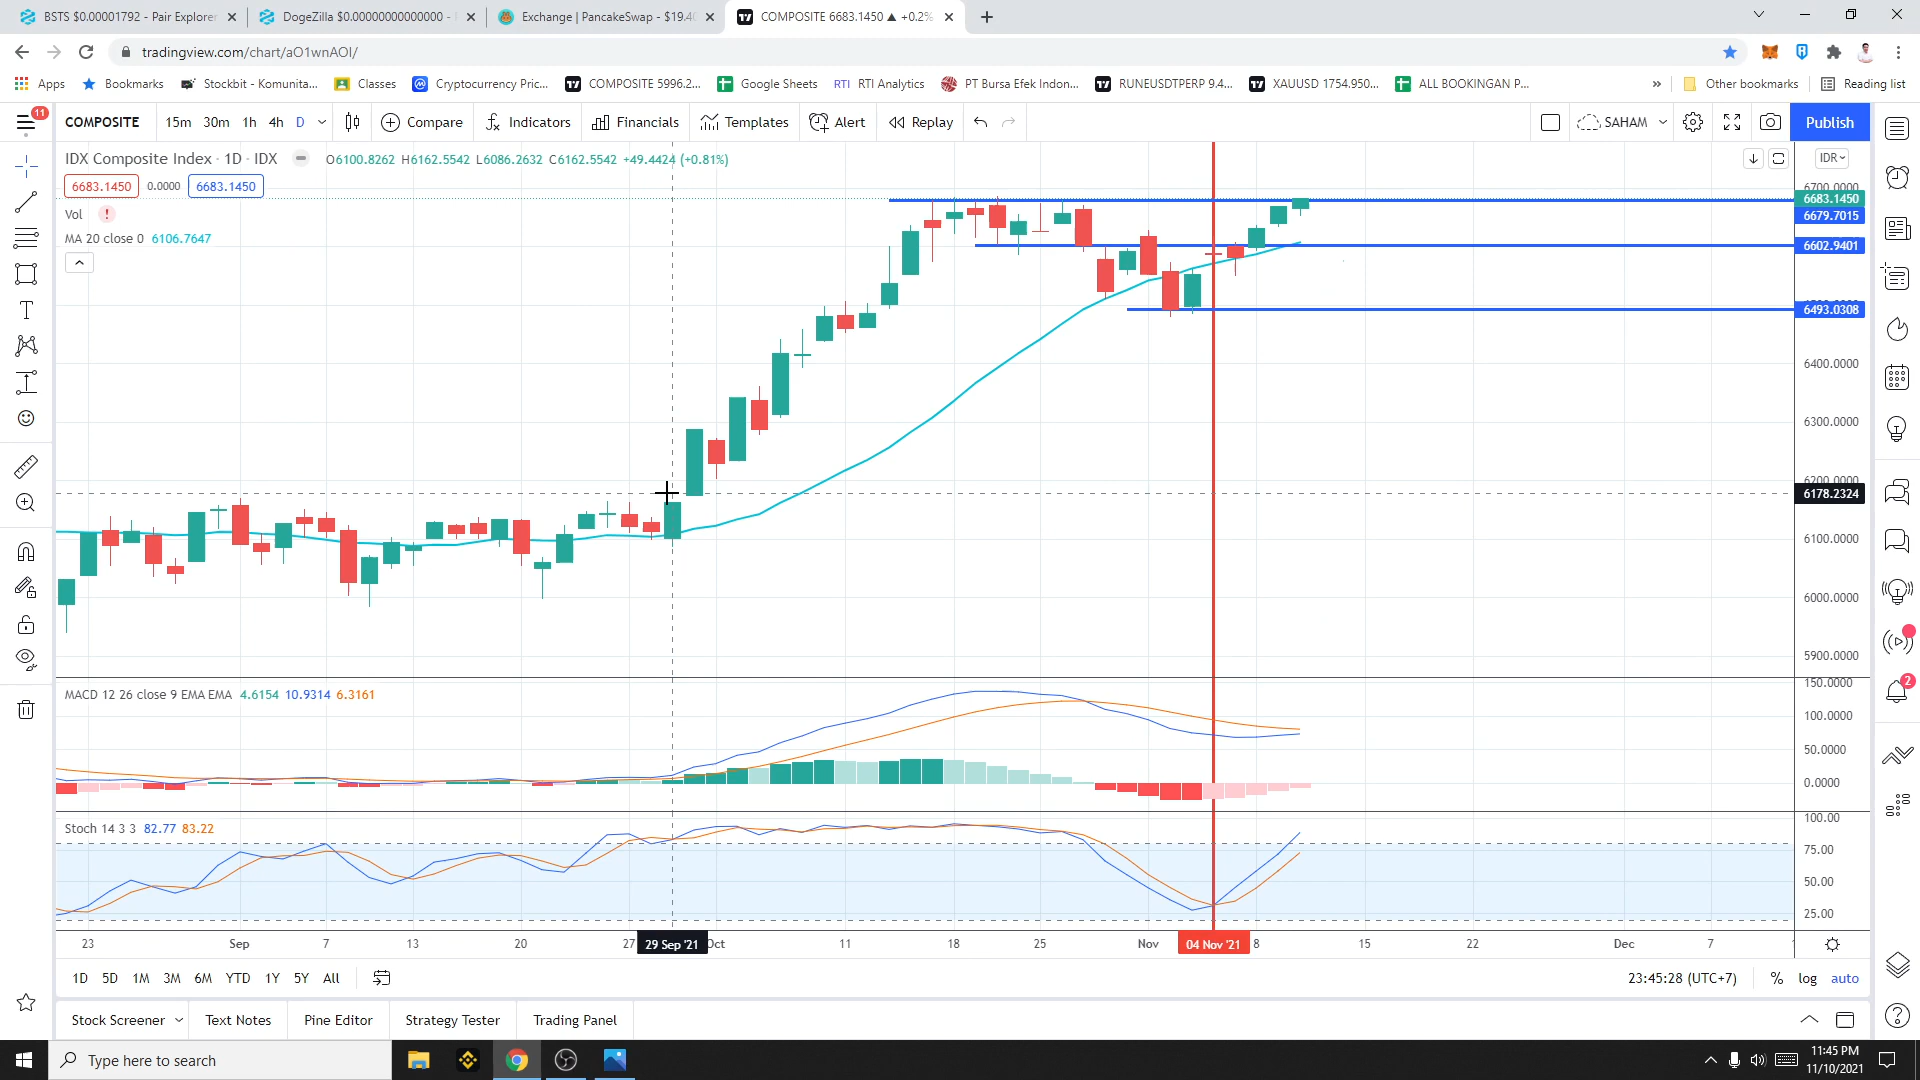 BSTS $0.00001792 - Pair Explorer
DogeZilla $0.00000000000000 -
Exchange | PancakeSwap - $19.4
COMPOSITE 6683.1450 ▲ +0.2%
tradingview.com/chart/aO1wnAOI/
Apps
Bookmarks
Stockbit - Komunita...
Classes
Cryptocurrency Pric...
COMPOSITE 5996.2...
Google Sheets
RTI RTI Analytics
PT Bursa Efek Indon...
RUNEUSDTPERP 9.4...
XAUUSD 1754.950...
ALL BOOKINGAN P...
»
Other bookmarks
Reading list
11
COMPOSITE
15m 30m 1h 4h D
Compare
Indicators
Financials
Templates
Alert
Replay
SAHAM
Publish
IDX Composite Index · 1D · IDX
O6100.8262 H6162.5542 L6086.2632 C6162.5542 +49.4424 (+0.81%)
IDR
6683.1450 0.0000 6683.1450
Vol !
MA 20 close 0 6106.7647
6700.0000
6683.1450
6679.7015
6602.9401
6493.0308
6400.0000
6300.0000
6178.2324
6100.0000
6000.0000
5900.0000
MACD 12 26 close 9 EMA EMA 4.6154 10.9314 6.3161
150.0000
100.0000
50.0000
0.0000
Stoch 14 3 3 82.77 83.22
100.00
75.00
50.00
25.00
2
23 Sep 7 13 20 27 29 Sep '21 Oct 11 18 25 Nov 04 Nov '21 8 15 22 Dec 7
1D 5D 1M 3M 6M YTD 1Y 5Y All
23:45:28 (UTC+7) % log auto
Stock Screener
Text Notes
Pine Editor
Strategy Tester
Trading Panel
Type here to search
11:45 PM
11/10/2021